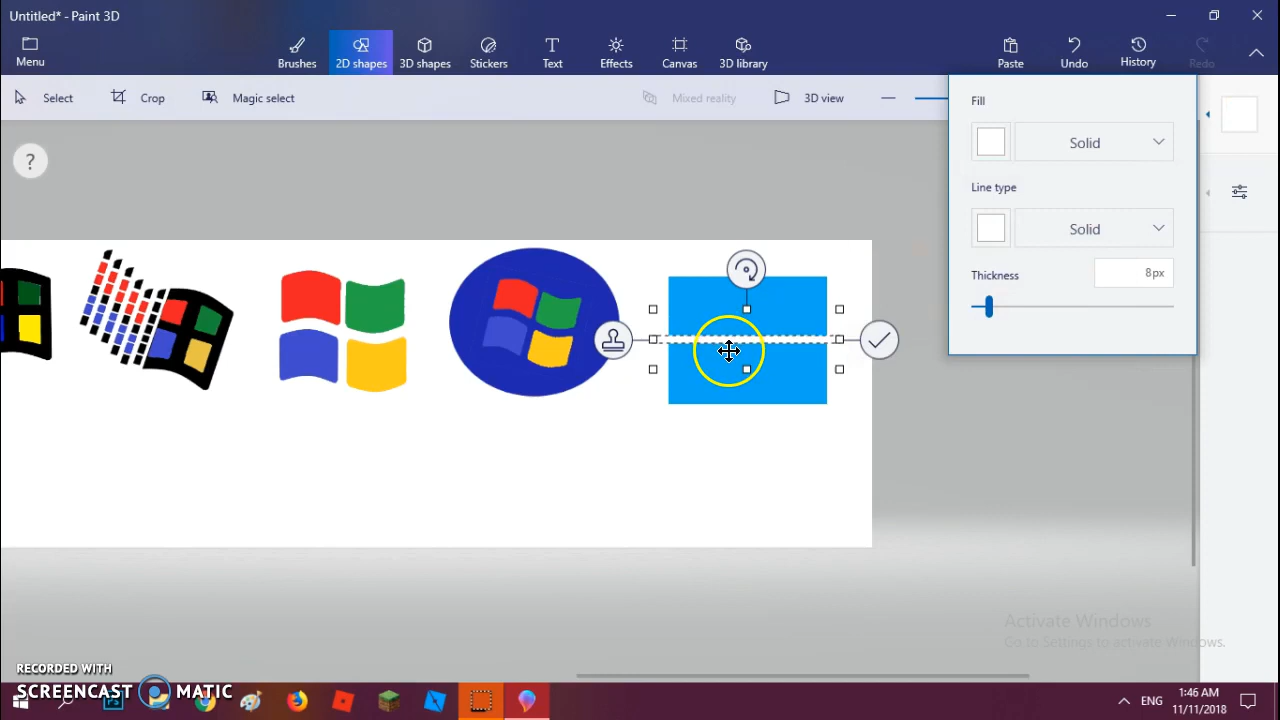 Untitled* - Paint 3D
Menu
Brushes
2D shapes
3D shapes
Stickers
Text
Effects
Canvas
3D library
Paste
Undo
History
Redo
Select
Crop
Magic select
Mixed reality
3D view
?
Fill
Solid
Line type
Solid
Thickness
8px
Activate Windows
Go to Settings to activate Windows.
RECORDED WITH
SCREENCAST MATIC
Ps
ENG
1:46 AM
11/11/2018